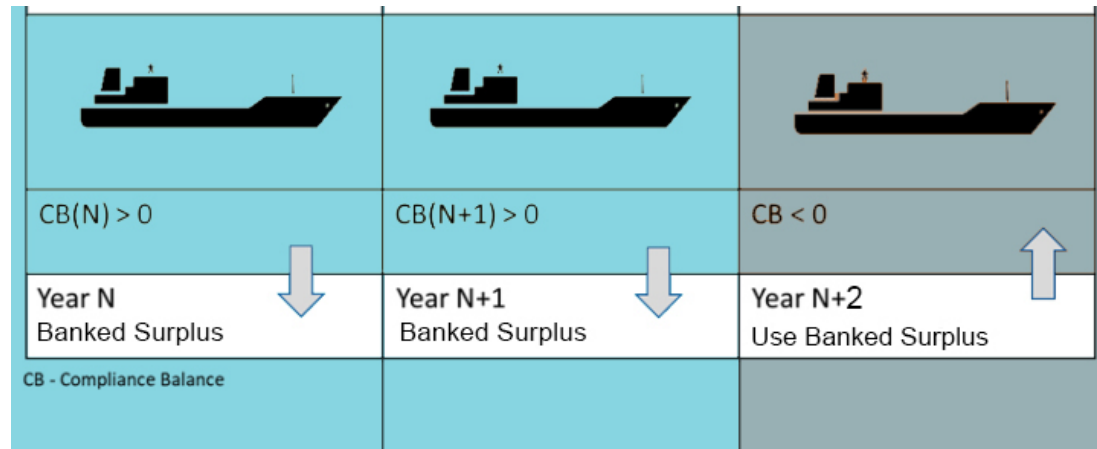 CB(N) > 0
CB(N+1) > 0
CB < 0
Year N
Banked Surplus
Year N+1
Banked Surplus
Year N+2
Use Banked Surplus
CB - Compliance Balance